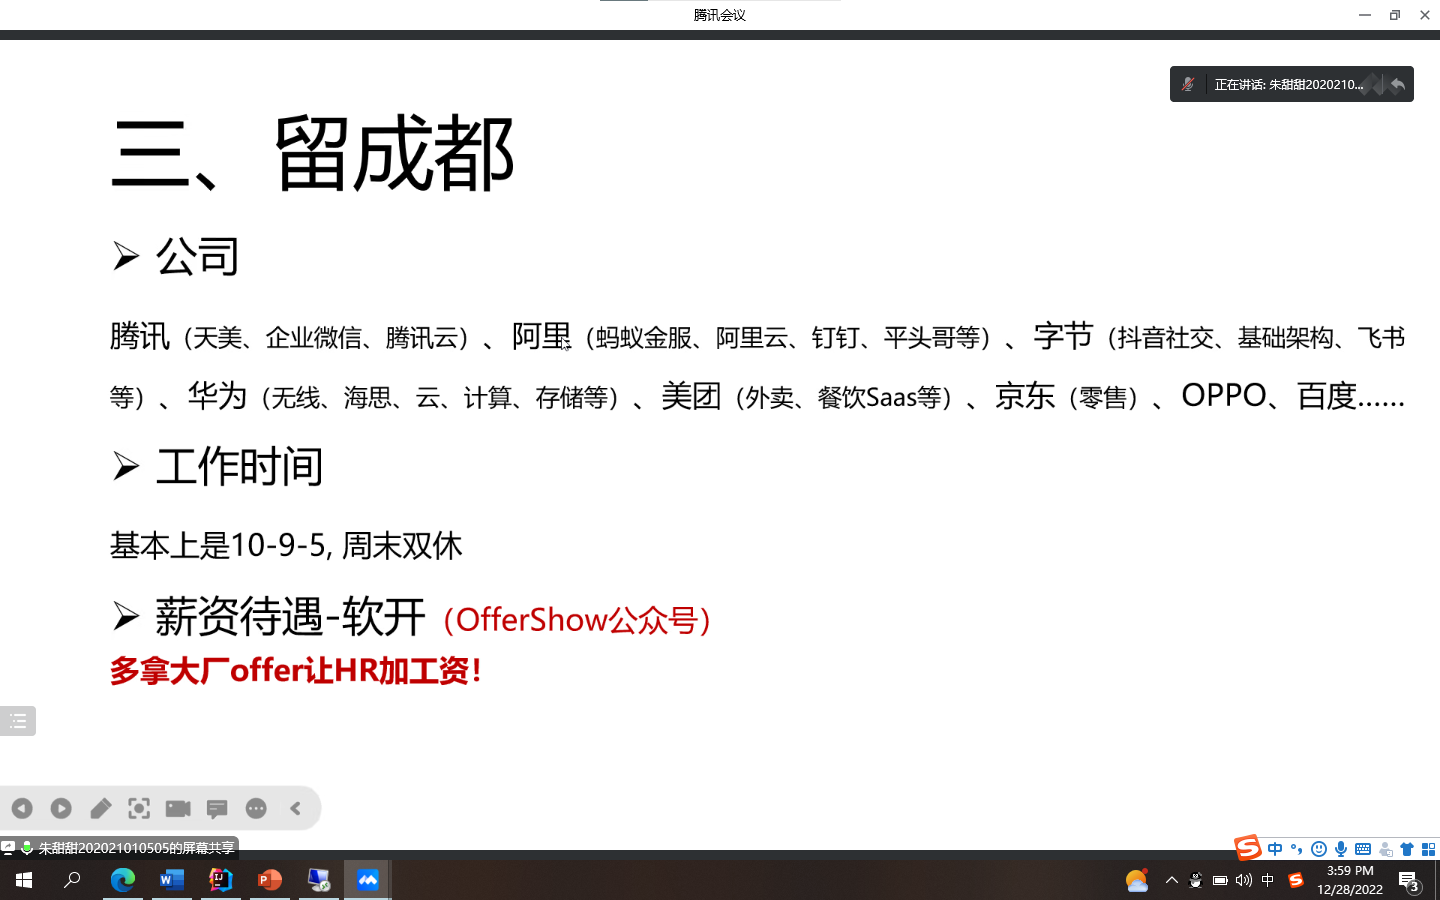 腾讯会议
正在讲话: 朱甜甜2020210...
三、留成都
公司
腾讯（天美、企业微信、腾讯云）、阿里（蚂蚁金服、阿里云、钉钉、平头哥等）、字节（抖音社交、基础架构、飞书
等）、华为（无线、海思、云、计算、存储等）、美团（外卖、餐饮Saas等）、京东（零售）、OPPO、百度......
工作时间
基本上是10-9-5, 周末双休
薪资待遇-软开（OfferShow公众号）
多拿大厂offer让HR加工资！
朱甜甜202021010505的屏幕共享
中
中
3:59 PM
12/28/2022
3